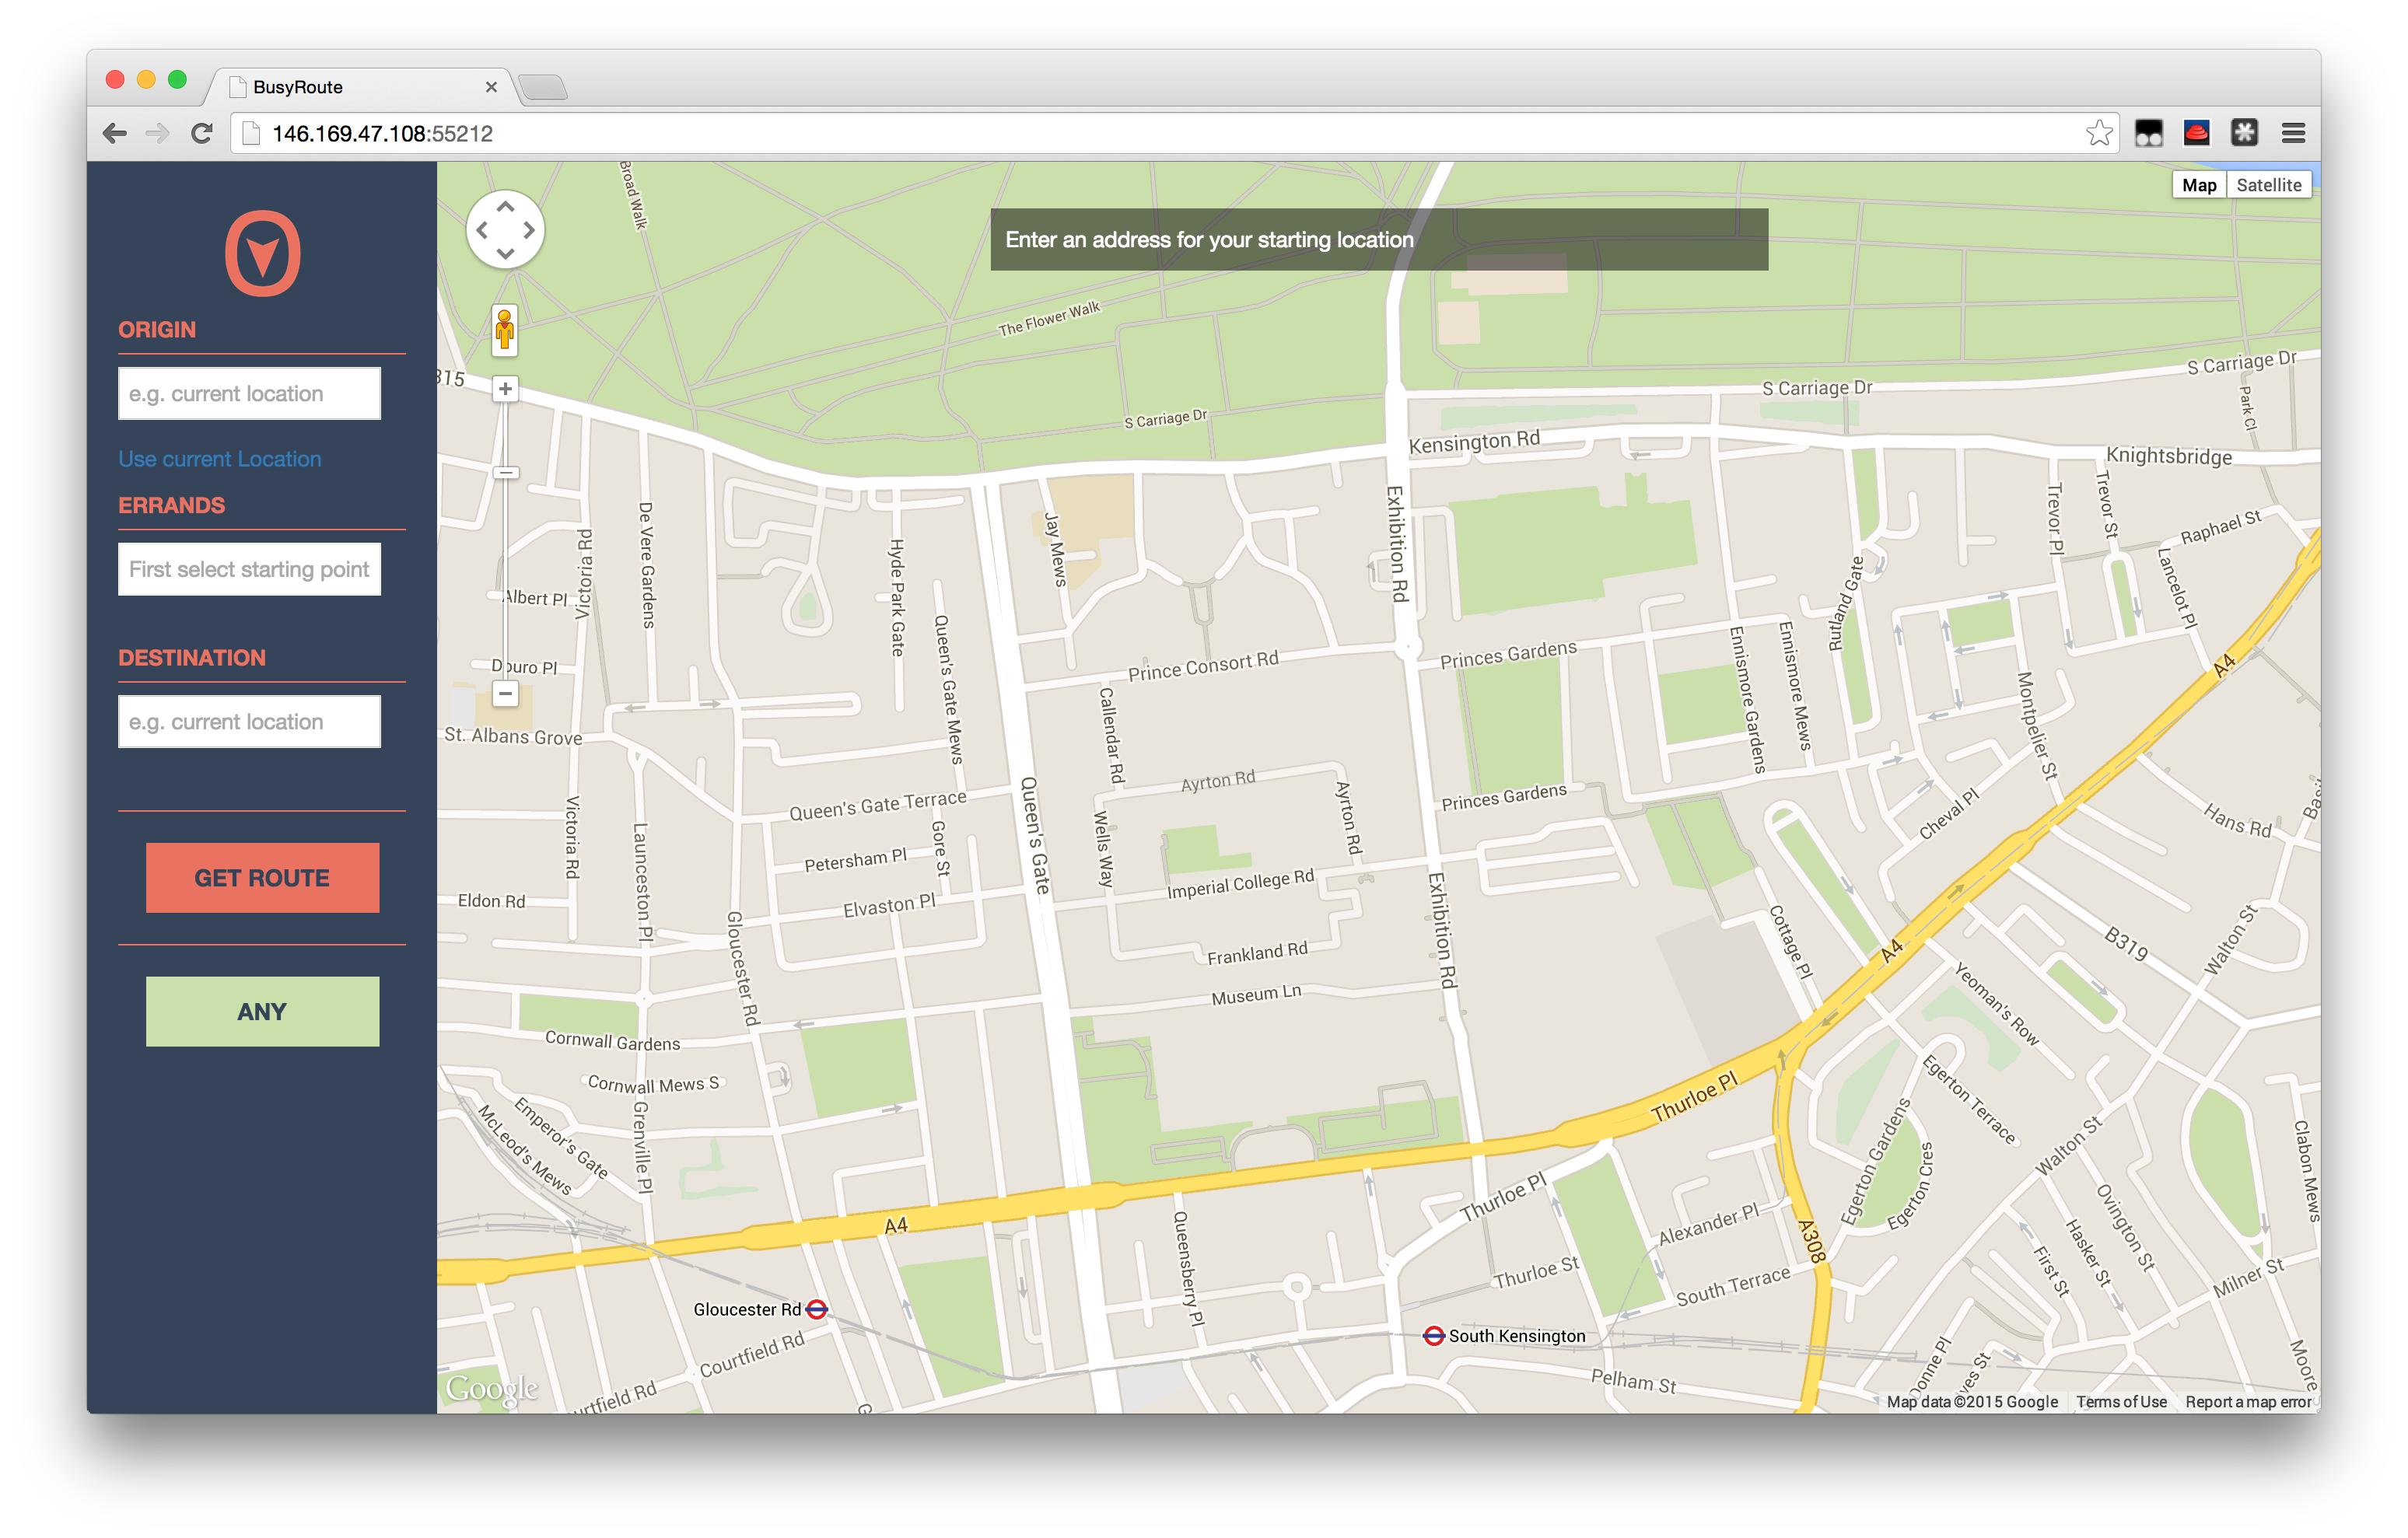 BusyRoute
146.169.47.108:55212
ORIGIN
e.g. current location
Use current Location
ERRANDS
First select starting point
DESTINATION
e.g. current location
GET ROUTE
ANY
Enter an address for your starting location
Map
Satellite
Broad Walk
The Flower Walk
S Carriage Dr
S Carriage Dr
S Carriage Dr
Park Cl
Kensington Rd
Knightsbridge
De Vere Gardens
Victoria Rd
Hyde Park Gate
Jay Mews
Exhibition Rd
Trevor Pl
Trevor St
Raphael St
Lancelot Pl
Rutland Gate
Albert Pl
Douro Pl
Queen's Gate Mews
Prince Consort Rd
Princes Gardens
Ennismore Gardens
Ennismore Mews
Montpelier St
A4
St. Albans Grove
Callendar Rd
Ayrton Rd
Ayrton Rd
Princes Gardens
Cheval Pl
Hans Rd
Queen's Gate Terrace
Queen's Gate
Victoria Rd
Launceston Pl
Gore St
Wells Way
Petersham Pl
Imperial College Rd
Exhibition Rd
Eldon Rd
Elvaston Pl
Gloucester Rd
Frankland Rd
Cottage Pl
A4
B319
Walton St
Museum Ln
Yeoman's Row
Cornwall Gardens
Cornwall Mews S
Thurloe Pl
Egerton Terrace
Emperor's Gate
McLeod's Mews
Grenville Pl
Egerton Gardens
Egerton Cres
Walton St
Clabon Mews
Thurloe Pl
Alexander Pl
A4
A308
Queensberry Pl
Ovington St
Hasker St
First St
Milner St
Thurloe St
South Terrace
Gloucester Rd
South Kensington
Courtfield Rd
Donne Pl
Moore
Pelham St
Google
Map data ©2015 Google
Terms of Use
Report a map error